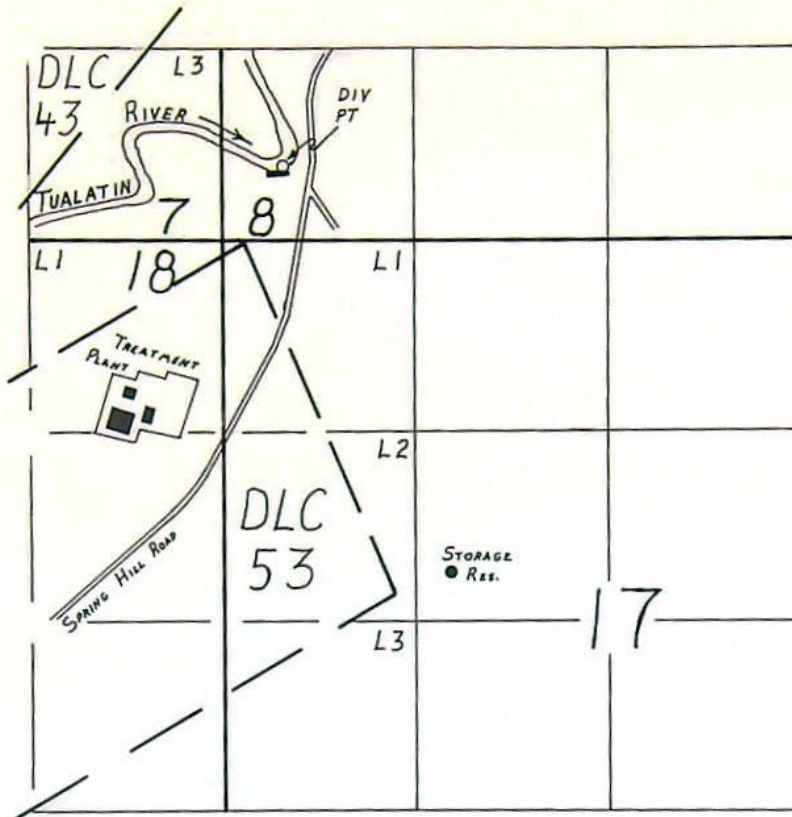 DLC
43
L3
DIV
PT
RIVER
TUALATIN
7
8
L1
18
L1
TREATMENT
PLANT
L2
DLC
53
STORAGE
RES.
SPRING HILL ROAD
17
L3